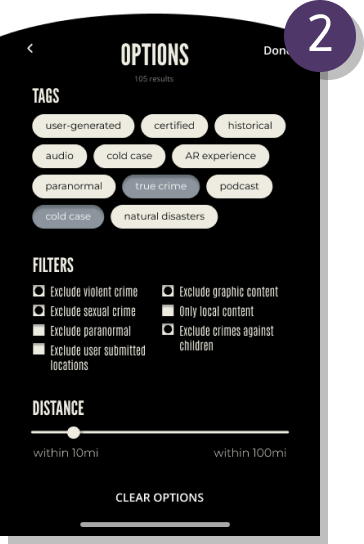 2
OPTIONS
105 results
TAGS
user-generated certified historical
audio cold case AR experience
paranormal true crime podcast
cold case natural disasters
FILTERS
Exclude violent crime
Exclude sexual crime
Exclude paranormal
Exclude user submitted
locations
Exclude graphic content
Only local content
Exclude crimes against
children
DISTANCE
within 10mi within 100mi
CLEAR OPTIONS